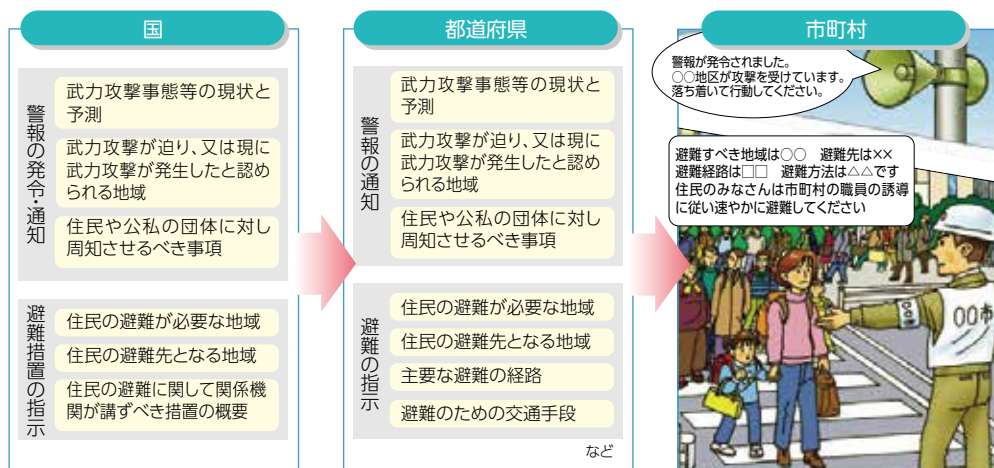 国
警報の発令・通知
武力攻撃事態等の現状と
予測
武力攻撃が迫り、又は現に
武力攻撃が発生したと認め
られる地域
住民や公私の団体に対し
周知させるべき事項
避難措置の指示
住民の避難が必要な地域
住民の避難先となる地域
住民の避難に関して関係機
関が講ずべき措置の概要
都道府県
警報の通知
武力攻撃事態等の現状と
予測
武力攻撃が迫り、又は現に
武力攻撃が発生したと認め
られる地域
住民や公私の団体に対し
周知させるべき事項
避難の指示
住民の避難が必要な地域
住民の避難先となる地域
主要な避難の経路
避難のための交通手段
など
市町村
警報が発令されました。
○○地区が攻撃を受けています。
落ち着いて行動してください。
避難すべき地域は○○　避難先は××
避難経路は□□　避難方法は△△です
住民のみなさんは市町村の職員の誘導
に従い速やかに避難してください
○○市